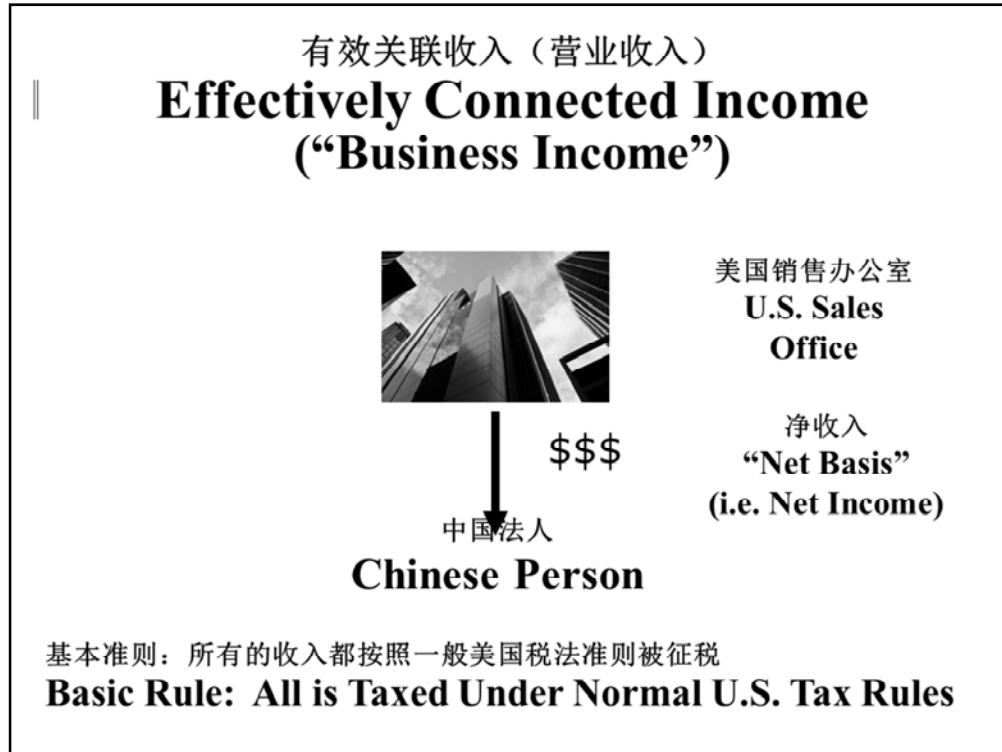 有效关联收入（营业收入）
Effectively Connected Income
(“Business Income”)
美国销售办公室
U.S. Sales
Office
$$$
净收入
“Net Basis”
(i.e. Net Income)
中国法人
Chinese Person
基本准则：所有的收入都按照一般美国税法准则被征税
Basic Rule: All is Taxed Under Normal U.S. Tax Rules